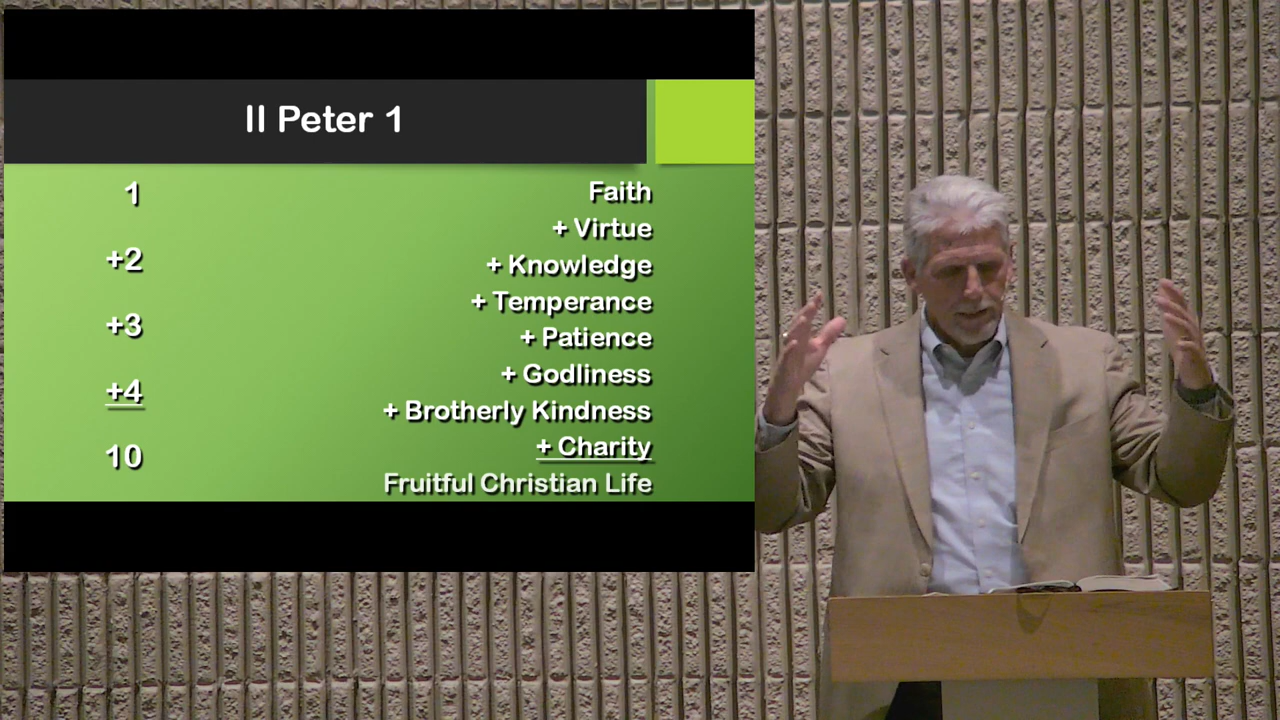 II Peter 1
1
+2
+3
+4
10
Faith
+ Virtue
+ Knowledge
+ Temperance
+ Patience
+ Godliness
+ Brotherly Kindness
+ Charity
Fruitful Christian Life